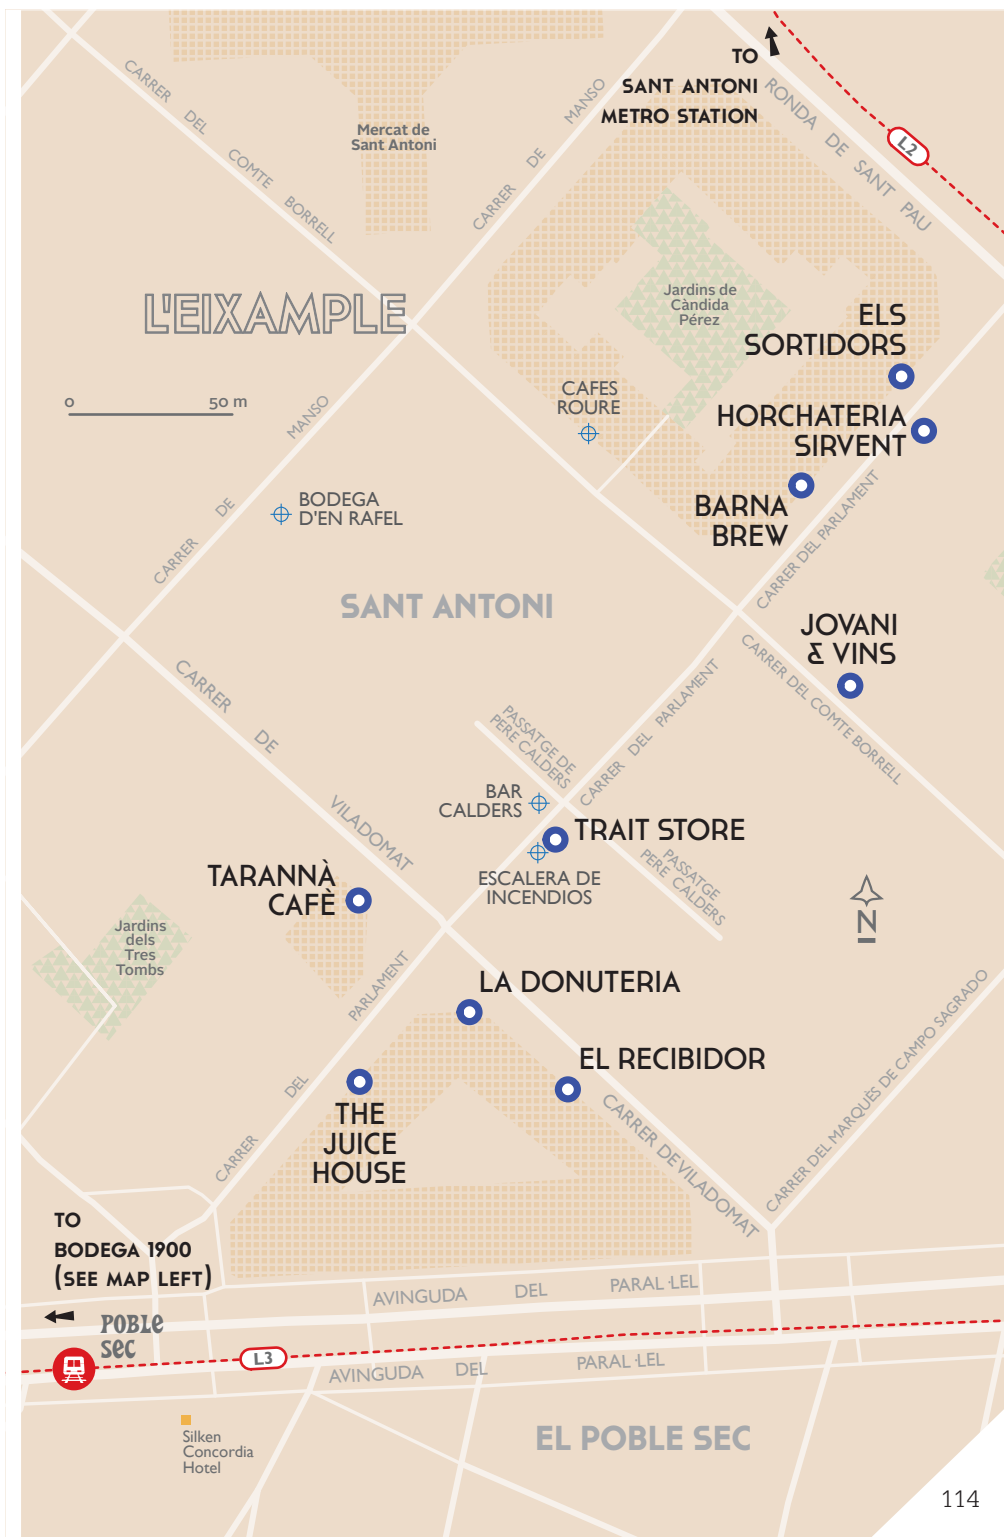 TO
SANT ANTONI
METRO STATION
CARRER DEL COMTE BORRELL
Mercat de
Sant Antoni
CARRER DE MANSO
RONDA DE SANT PAU
L2
L'EIXAMPLE
Jardins de
Càndida
Pérez
ELS
SORTIDORS
0 50 m
CARRER DE MANSO
CAFES
ROURE
HORCHATERIA
SIRVENT
BODEGA
D'EN RAFEL
BARNA
BREW
CARRER DEL PARLAMENT
SANT ANTONI
JOVANI
& VINS
CARRER DEL COMTE BORRELL
CARRER DE VILADOMAT
PASSATGE DE
PERE CALDERS
CARRER DEL PARLAMENT
BAR
CALDERS
TRAIT STORE
PASSATGE
PERE CALDERS
ESCALERA DE
INCENDIOS
TARANNÀ
CAFÈ
N
Jardins
dels
Tres
Tombs
CARRER DEL PARLAMENT
LA DONUTERIA
EL RECIBIDOR
CARRER DEL MARQUÈS DE CAMPO SAGRADO
THE
JUICE
HOUSE
CARRER DE VILADOMAT
TO
BODEGA 1900
(SEE MAP LEFT)
AVINGUDA DEL PARAL·LEL
POBLE
SEC
L3
AVINGUDA DEL PARAL·LEL
Silken
Concordia
Hotel
EL POBLE SEC
114